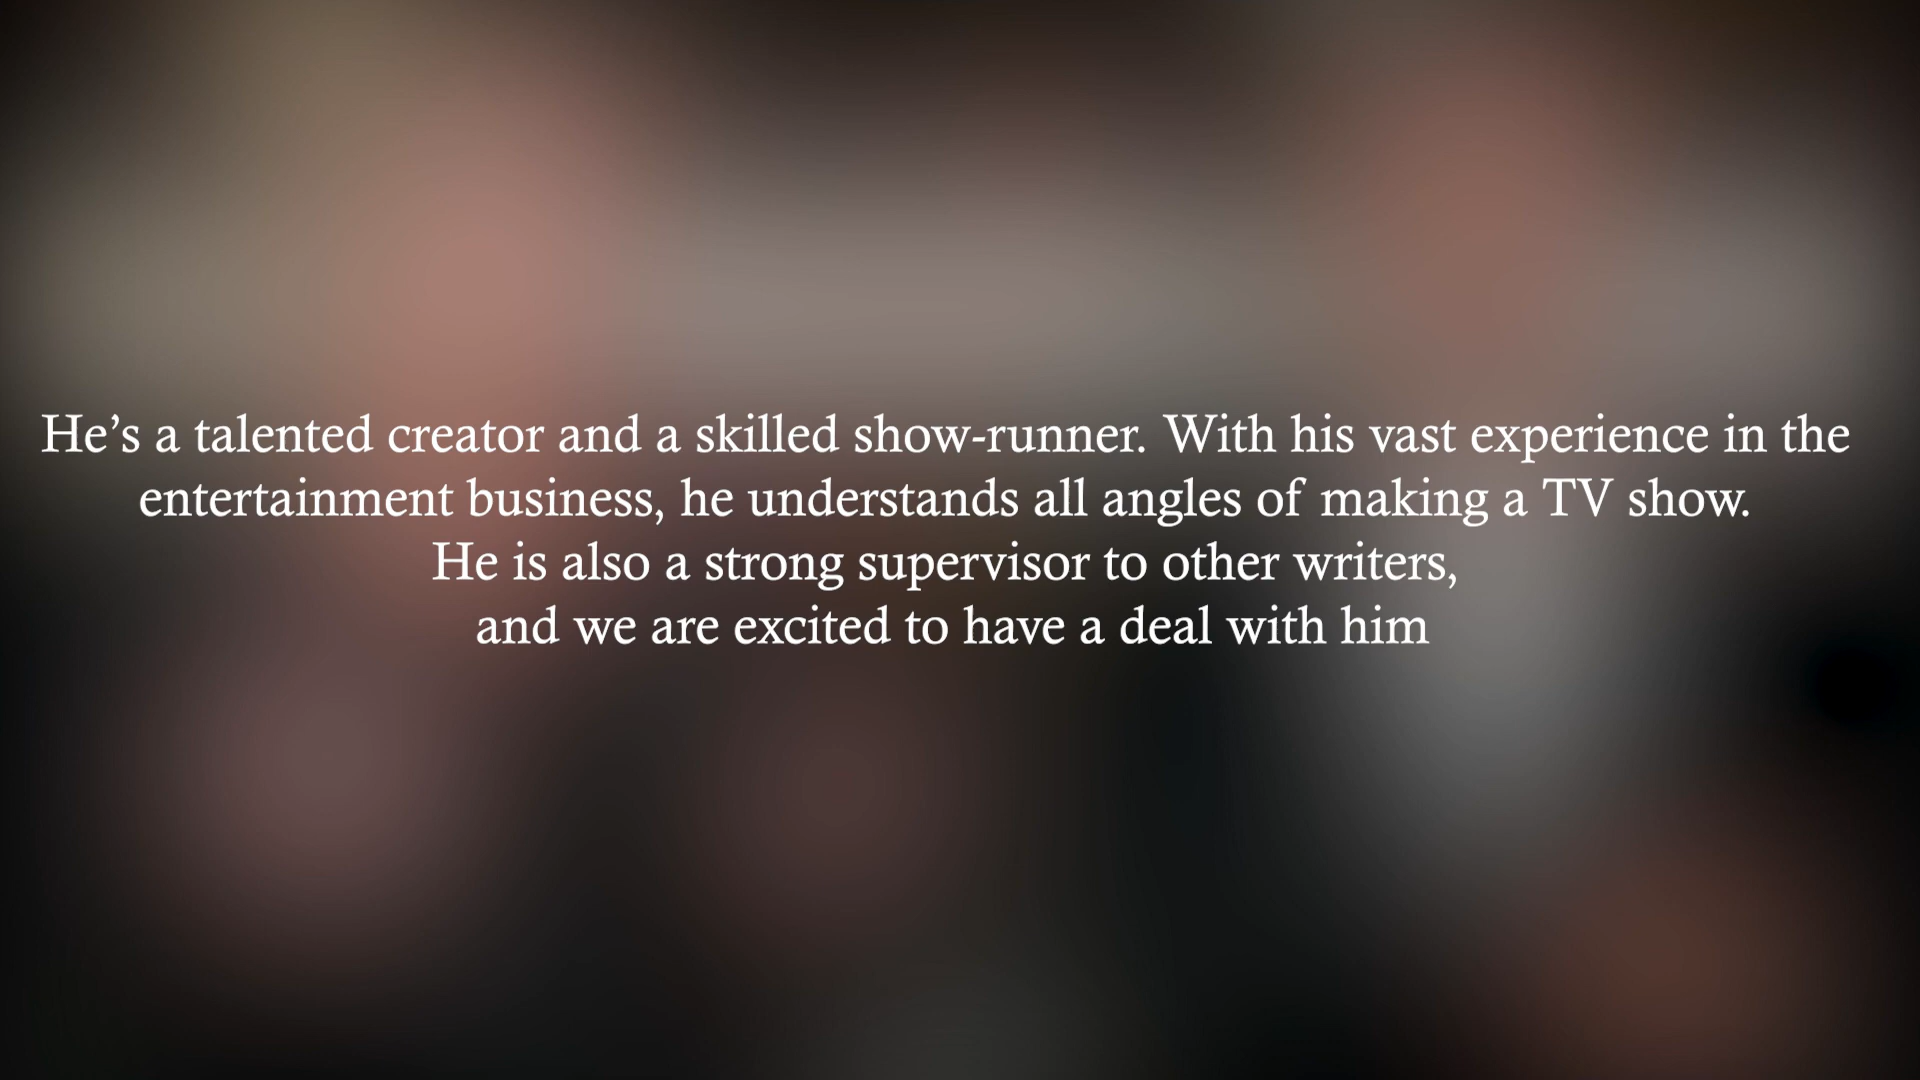 He’s a talented creator and a skilled show-runner. With his vast experience in the
entertainment business, he understands all angles of making a TV show.
He is also a strong supervisor to other writers,
and we are excited to have a deal with him